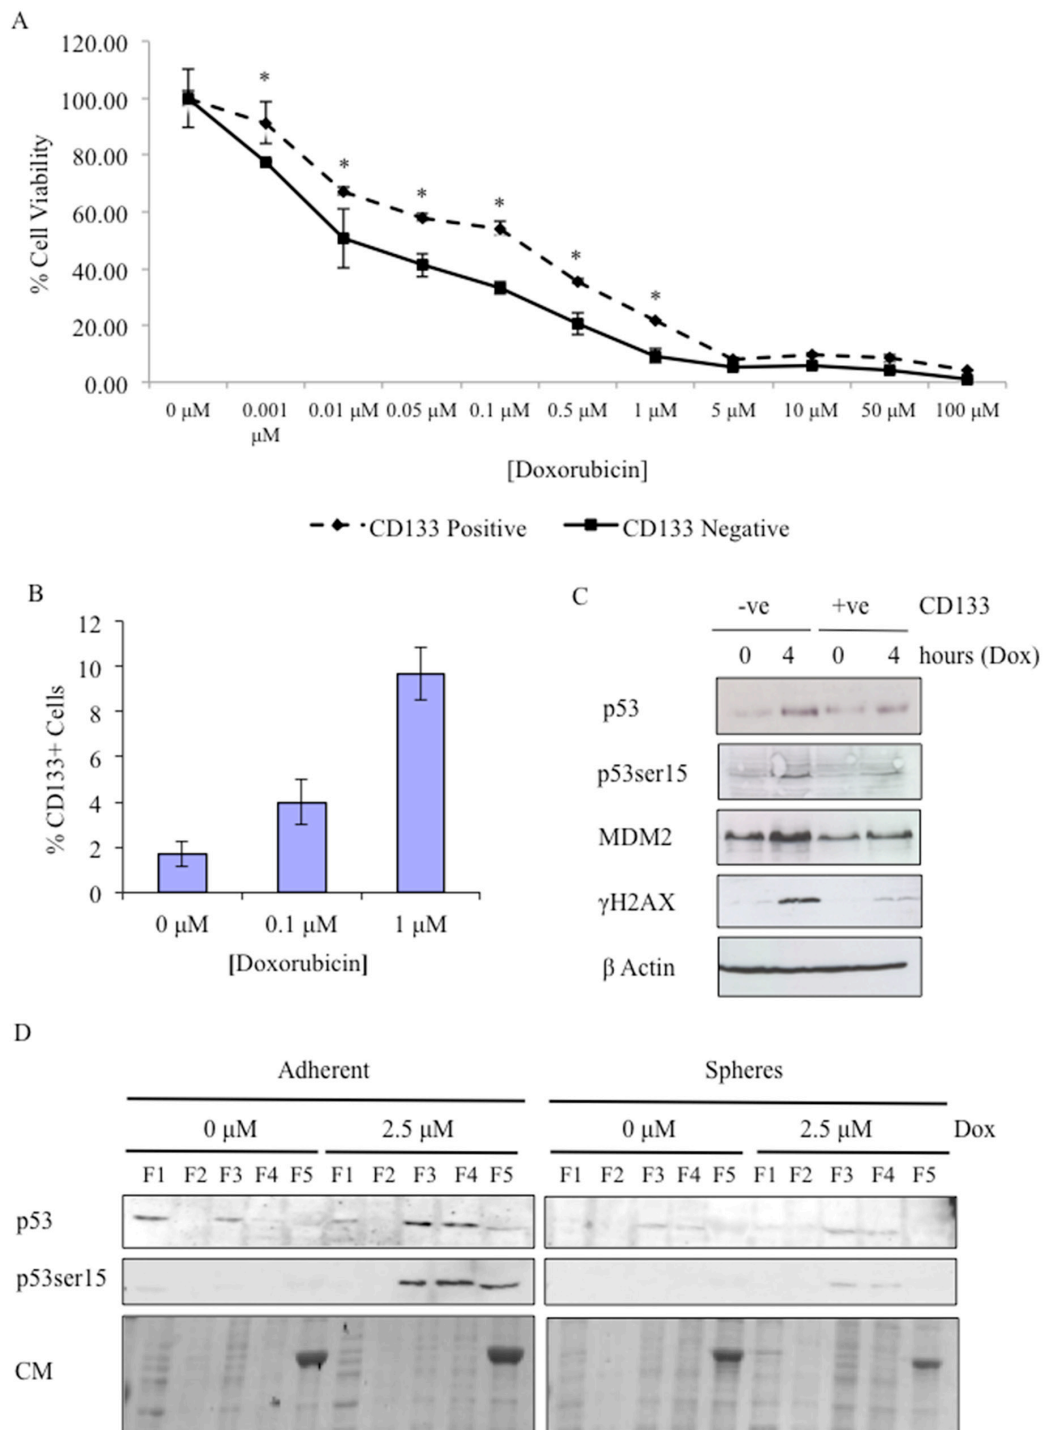 A
120.00
100.00
80.00
60.00
40.00
20.00
0.00
% Cell Viability
* * * * * * *
0 µM 0.001 µM 0.01 µM 0.05 µM 0.1 µM 0.5 µM 1 µM 5 µM 10 µM 50 µM 100 µM
[Doxorubicin]
CD133 Positive CD133 Negative
B
12
10
8
6
4
2
0
% CD133+ Cells
0 µM 0.1 µM 1 µM
[Doxorubicin]
C
-ve +ve CD133
0 4 0 4 hours (Dox)
p53
p53ser15
MDM2
γH2AX
β Actin
D
Adherent Spheres
0 µM 2.5 µM 0 µM 2.5 µM Dox
F1 F2 F3 F4 F5 F1 F2 F3 F4 F5 F1 F2 F3 F4 F5 F1 F2 F3 F4 F5
p53
p53ser15
CM